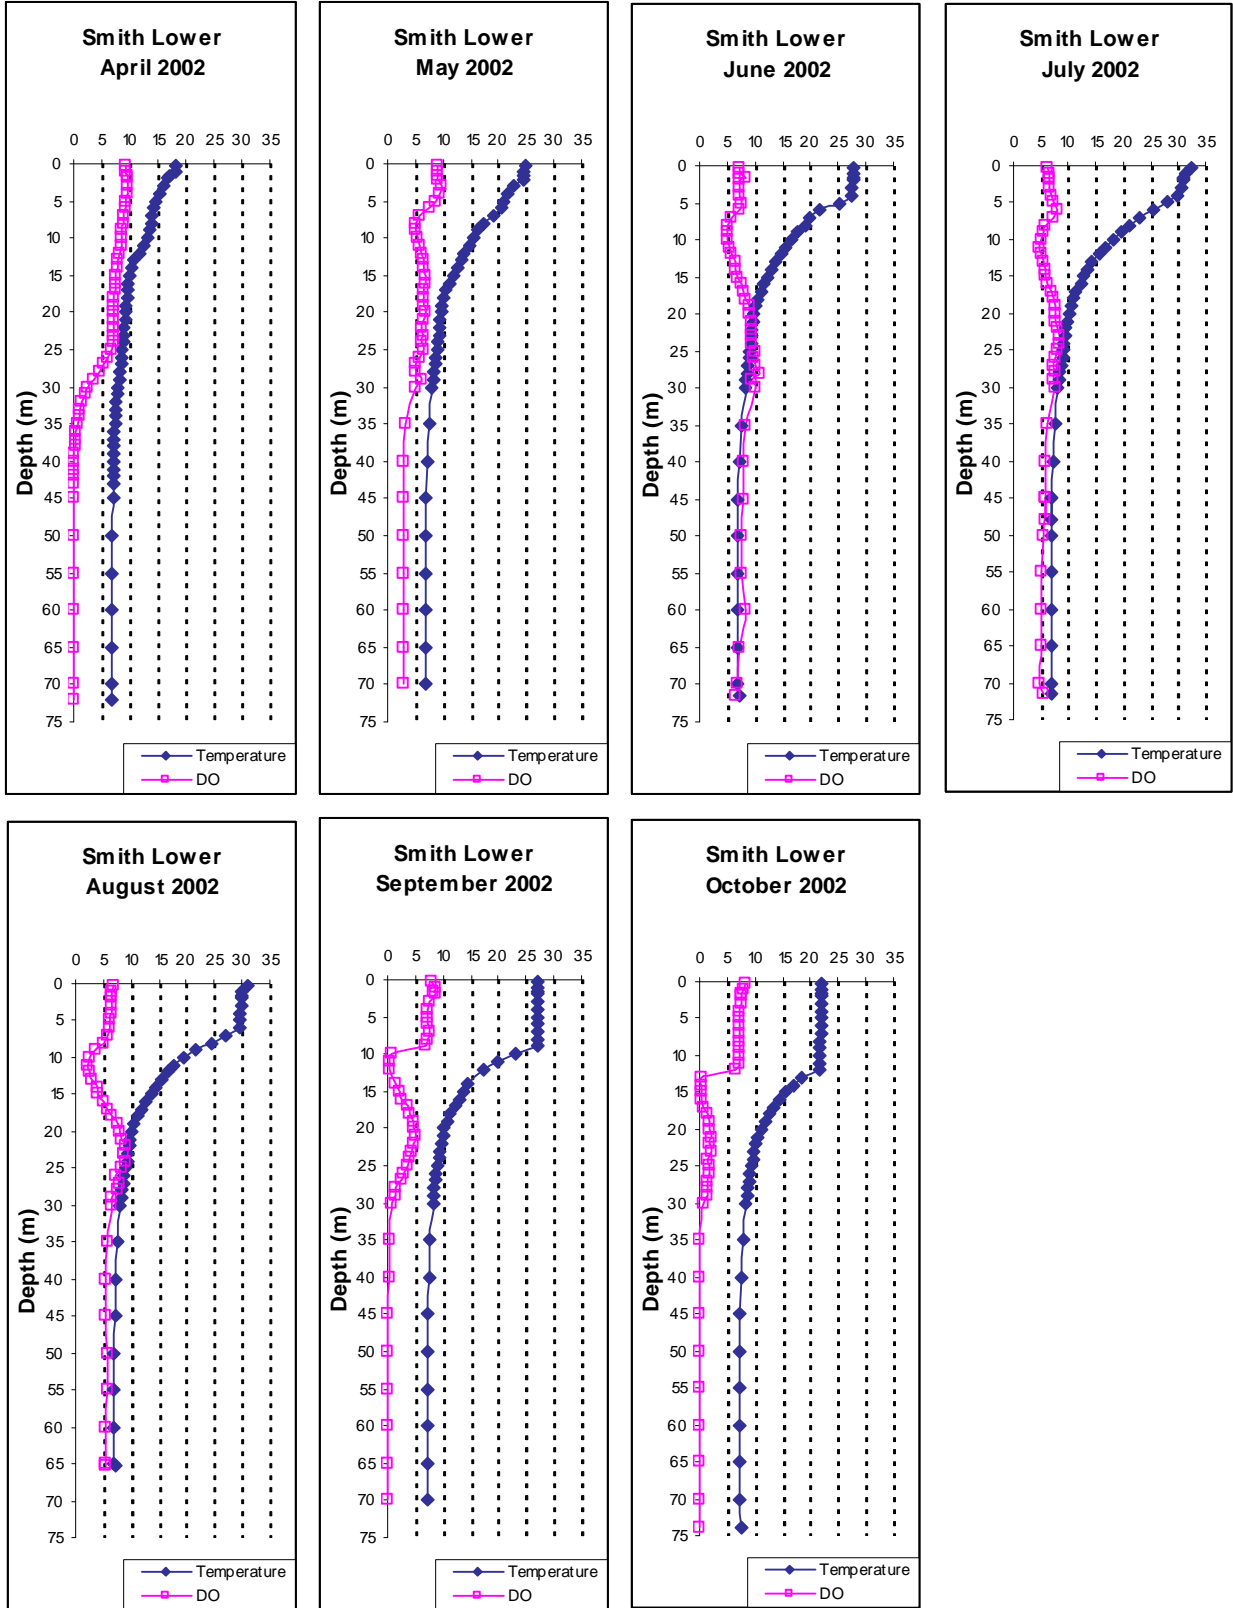 Smith Lower
April 2002
0 5 10 15 20 25 30 35
0
5
10
15
20
25
30
35
40
45
50
55
60
65
70
75
Depth (m)
Temperature
DO
Smith Lower
May 2002
0 5 10 15 20 25 30 35
0
5
10
15
20
25
30
35
40
45
50
55
60
65
70
75
Depth (m)
Temperature
DO
Smith Lower
June 2002
0 5 10 15 20 25 30 35
0
5
10
15
20
25
30
35
40
45
50
55
60
65
70
75
Depth (m)
Temperature
DO
Smith Lower
July 2002
0 5 10 15 20 25 30 35
0
5
10
15
20
25
30
35
40
45
50
55
60
65
70
75
Depth (m)
Temperature
DO
Smith Lower
August 2002
0 5 10 15 20 25 30 35
0
5
10
15
20
25
30
35
40
45
50
55
60
65
70
75
Depth (m)
Temperature
DO
Smith Lower
September 2002
0 5 10 15 20 25 30 35
0
5
10
15
20
25
30
35
40
45
50
55
60
65
70
75
Depth (m)
Temperature
DO
Smith Lower
October 2002
0 5 10 15 20 25 30 35
0
5
10
15
20
25
30
35
40
45
50
55
60
65
70
75
Depth (m)
Temperature
DO